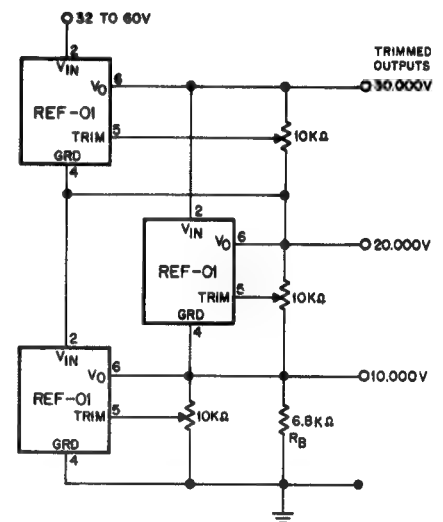 32 TO 60V
2
VIN
VO 6
TRIMMED
OUTPUTS
30.000V
REF-01
TRIM 5
10KΩ
GRD
4
2
VIN
VO 6
20.000V
REF-01
TRIM 5
10KΩ
GRD
4
2
VIN
VO 6
10.000V
REF-01
TRIM 5
10KΩ
6.8KΩ
RB
GRD
4